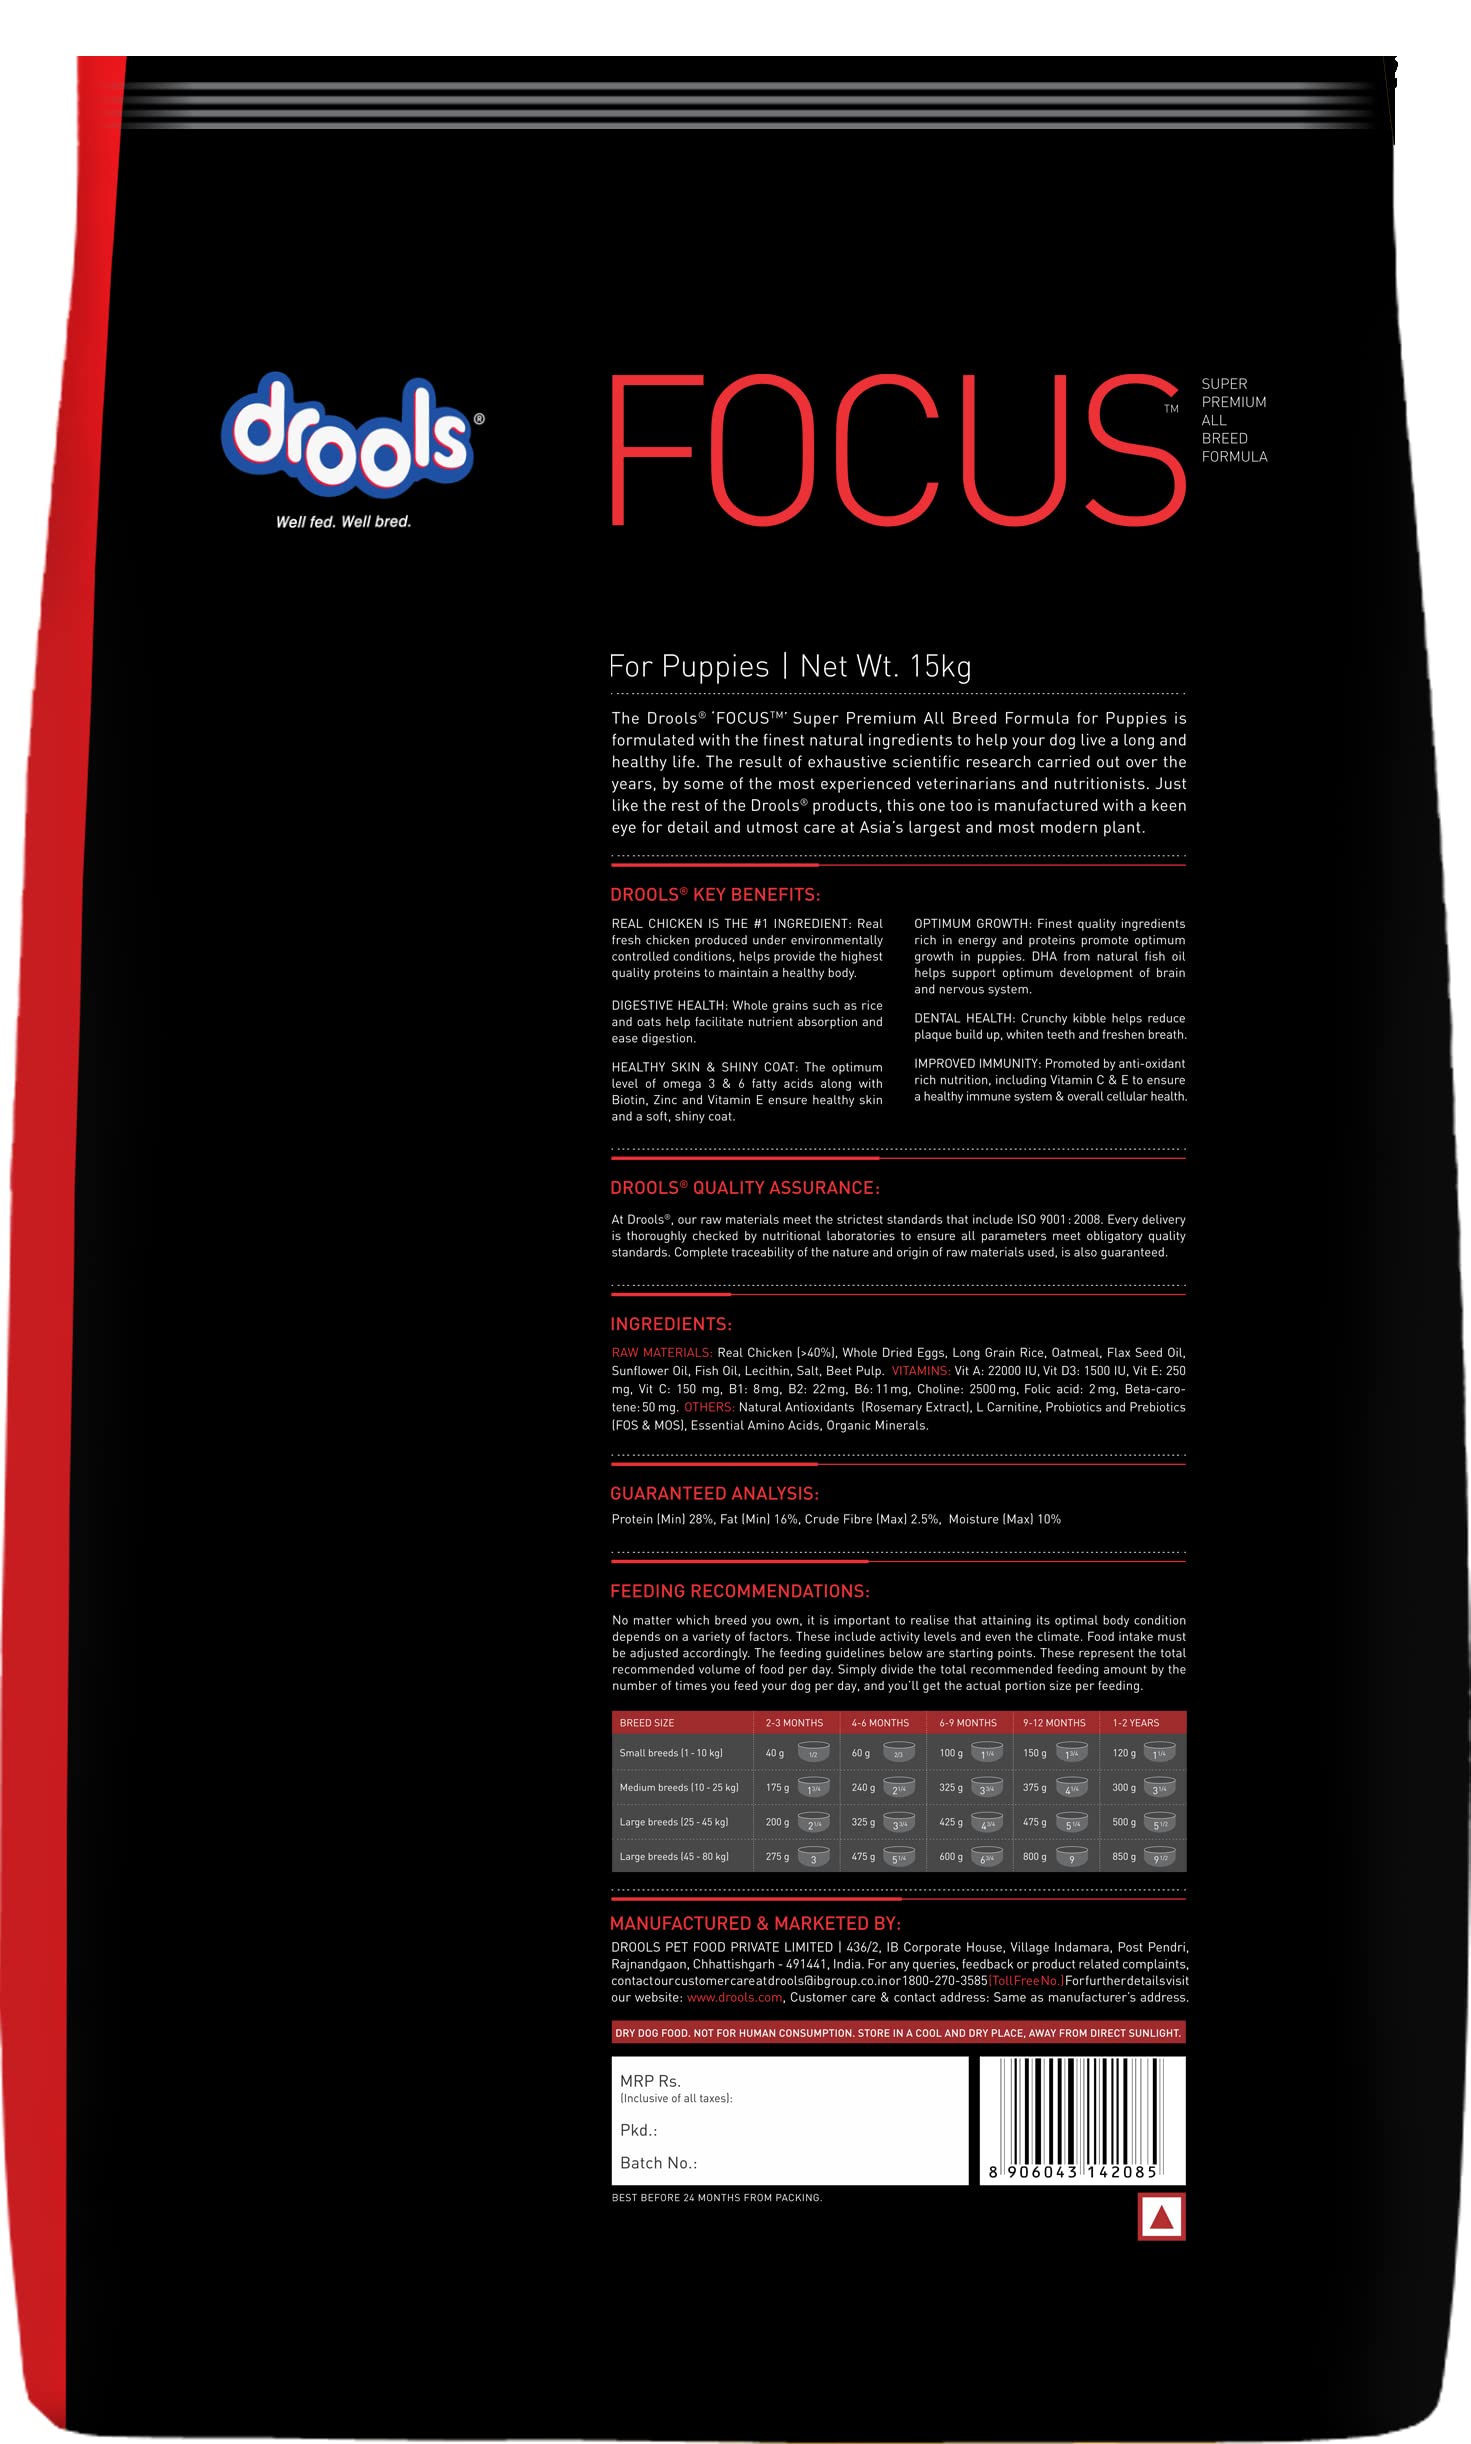 drools®
Well fed. Well bred.
FOCUS™
SUPER
PREMIUM
ALL
BREED
FORMULA
For Puppies | Net Wt. 15kg
The Drools® 'FOCUS™' Super Premium All Breed Formula for Puppies is
formulated with the finest natural ingredients to help your dog live a long and
healthy life. The result of exhaustive scientific research carried out over the
years, by some of the most experienced veterinarians and nutritionists. Just
like the rest of the Drools® products, this one too is manufactured with a keen
eye for detail and utmost care at Asia's largest and most modern plant.
DROOLS® KEY BENEFITS:
REAL CHICKEN IS THE #1 INGREDIENT: Real
fresh chicken produced under environmentally
controlled conditions, helps provide the highest
quality proteins to maintain a healthy body.
DIGESTIVE HEALTH: Whole grains such as rice
and oats help facilitate nutrient absorption and
ease digestion.
HEALTHY SKIN & SHINY COAT: The optimum
level of omega 3 & 6 fatty acids along with
Biotin, Zinc and Vitamin E ensure healthy skin
and a soft, shiny coat.
OPTIMUM GROWTH: Finest quality ingredients
rich in energy and proteins promote optimum
growth in puppies. DHA from natural fish oil
helps support optimum development of brain
and nervous system.
DENTAL HEALTH: Crunchy kibble helps reduce
plaque build up, whiten teeth and freshen breath.
IMPROVED IMMUNITY: Promoted by anti-oxidant
rich nutrition, including Vitamin C & E to ensure
a healthy immune system & overall cellular health.
DROOLS® QUALITY ASSURANCE:
At Drools®, our raw materials meet the strictest standards that include ISO 9001 : 2008. Every delivery
is thoroughly checked by nutritional laboratories to ensure all parameters meet obligatory quality
standards. Complete traceability of the nature and origin of raw materials used, is also guaranteed.
INGREDIENTS:
RAW MATERIALS: Real Chicken (>40%), Whole Dried Eggs, Long Grain Rice, Oatmeal, Flax Seed Oil,
Sunflower Oil, Fish Oil, Lecithin, Salt, Beet Pulp. VITAMINS: Vit A: 22000 IU, Vit D3: 1500 IU, Vit E: 250
mg, Vit C: 150 mg, B1: 8mg, B2: 22mg, B6: 11mg, Choline: 2500mg, Folic acid: 2mg, Beta-caro-
tene: 50 mg. OTHERS: Natural Antioxidants (Rosemary Extract), L Carnitine, Probiotics and Prebiotics
(FOS & MOS), Essential Amino Acids, Organic Minerals.
GUARANTEED ANALYSIS:
Protein (Min) 28%, Fat (Min) 16%, Crude Fibre (Max) 2.5%, Moisture (Max) 10%
FEEDING RECOMMENDATIONS:
No matter which breed you own, it is important to realise that attaining its optimal body condition
depends on a variety of factors. These include activity levels and even the climate. Food intake must
be adjusted accordingly. The feeding guidelines below are starting points. These represent the total
recommended volume of food per day. Simply divide the total recommended feeding amount by the
number of times you feed your dog per day, and you'll get the actual portion size per feeding.
BREED SIZE 2-3 MONTHS 4-6 MONTHS 6-9 MONTHS 9-12 MONTHS 1-2 YEARS
Small breeds (1 - 10 kg) 40 g 1/2 60 g 2/3 100 g 1 1/4 150 g 1 3/4 120 g 1 1/4
Medium breeds (10 - 25 kg) 175 g 1 3/4 240 g 2 1/4 325 g 3 3/4 375 g 4 1/4 300 g 3 1/4
Large breeds (25 - 45 kg) 200 g 2 1/4 325 g 3 3/4 425 g 4 3/4 475 g 5 1/4 500 g 5 1/2
Large breeds (45 - 80 kg) 275 g 3 475 g 5 1/4 600 g 6 3/4 800 g 9 850 g 9 1/2
MANUFACTURED & MARKETED BY:
DROOLS PET FOOD PRIVATE LIMITED | 436/2, IB Corporate House, Village Indamara, Post Pendri,
Rajnandgaon, Chhattishgarh - 491441, India. For any queries, feedback or product related complaints,
contact our customer care at drools@ibgroup.co.in or 1800-270-3585 (Toll Free No.) For further details visit
our website: www.drools.com, Customer care & contact address: Same as manufacturer's address.
DRY DOG FOOD. NOT FOR HUMAN CONSUMPTION. STORE IN A COOL AND DRY PLACE, AWAY FROM DIRECT SUNLIGHT.
MRP Rs.
(Inclusive of all taxes):
Pkd.:
Batch No.:
8 906043 142085
BEST BEFORE 24 MONTHS FROM PACKING.